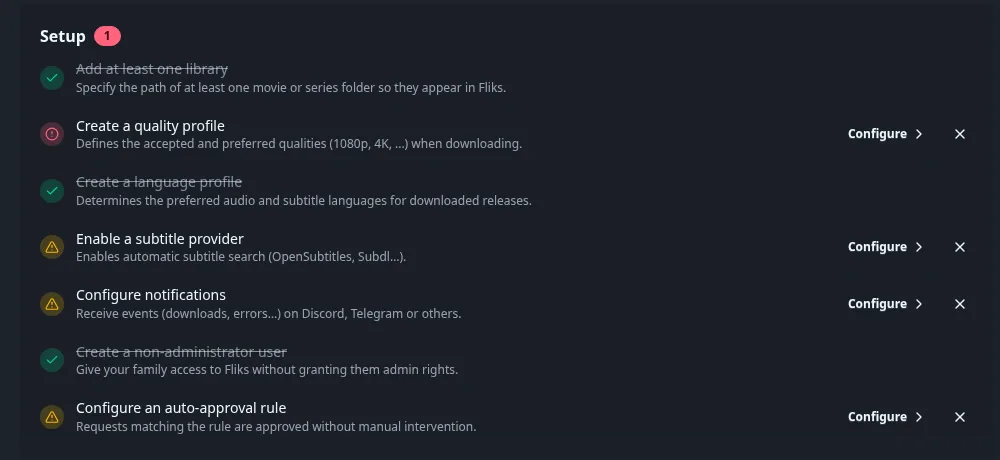 Setup 1
Add at least one library
Specify the path of at least one movie or series folder so they appear in Fliks.
Create a quality profile
Defines the accepted and preferred qualities (1080p, 4K, ...) when downloading.
Configure
Create a language profile
Determines the preferred audio and subtitle languages for downloaded releases.
Enable a subtitle provider
Enables automatic subtitle search (OpenSubtitles, Subdl...).
Configure
Configure notifications
Receive events (downloads, errors...) on Discord, Telegram or others.
Configure
Create a non-administrator user
Give your family access to Fliks without granting them admin rights.
Configure an auto-approval rule
Requests matching the rule are approved without manual intervention.
Configure